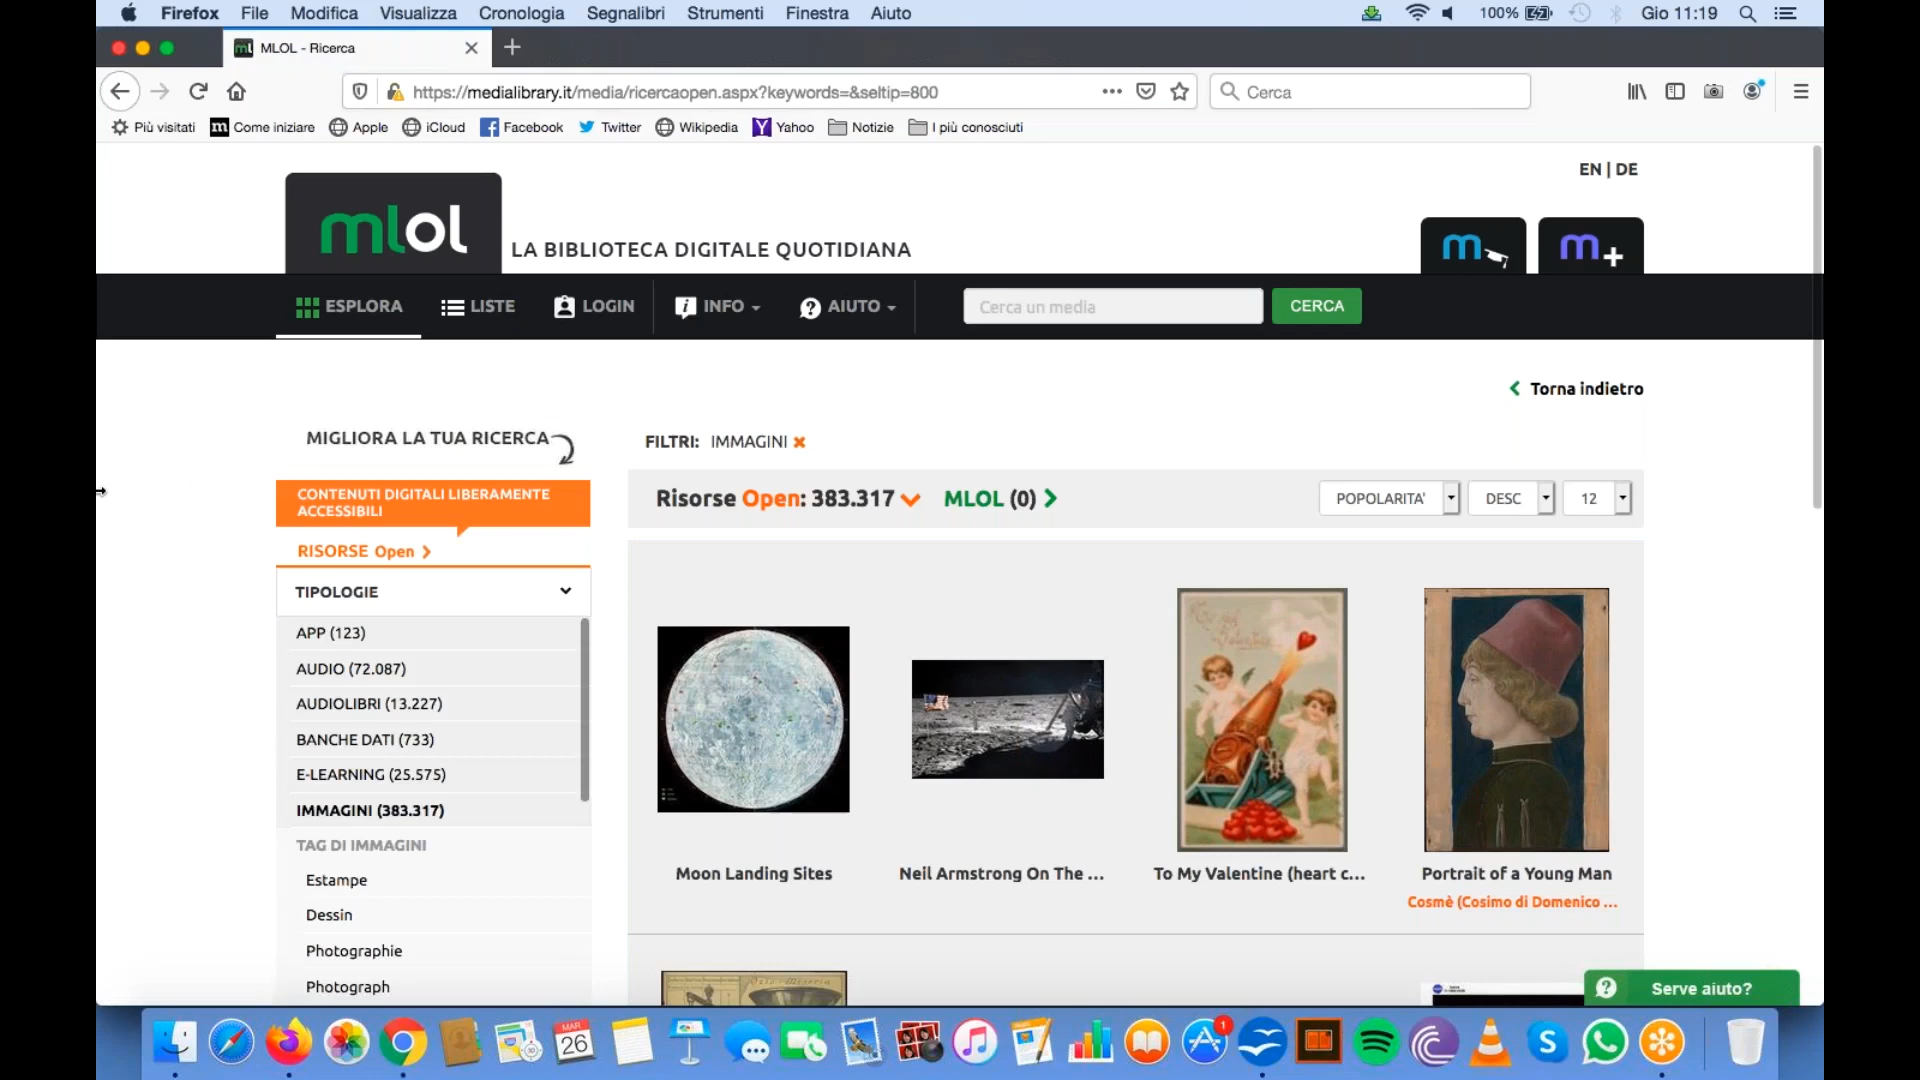 Firefox File Modifica Visualizza Cronologia Segnalibri Strumenti Finestra Aiuto 100% Gio 11:19
ml MLOL - Ricerca
https://medialibrary.it/media/ricercaopen.aspx?keywords=&seltip=800 Cerca
Più visitati Come iniziare Apple iCloud Facebook Twitter Wikipedia Yahoo Notizie I più conosciuti
EN | DE
mlol LA BIBLIOTECA DIGITALE QUOTIDIANA m m+
ESPLORA LISTE LOGIN INFO AIUTO Cerca un media CERCA
Torna indietro
MIGLIORA LA TUA RICERCA FILTRI: IMMAGINI
CONTENUTI DIGITALI LIBERAMENTE
ACCESSIBILI
Risorse Open: 383.317 MLOL (0) POPOLARITA' DESC 12
RISORSE Open
TIPOLOGIE
APP (123)
AUDIO (72.087)
AUDIOLIBRI (13.227)
BANCHE DATI (733)
E-LEARNING (25.575)
IMMAGINI (383.317)
TAG DI IMMAGINI
Estampe
Dessin
Photographie
Photograph
Moon Landing Sites Neil Armstrong On The ... To My Valentine (heart c... Portrait of a Young Man
Cosmè (Cosimo di Domenico ...
Serve aiuto?
MAR
26
1